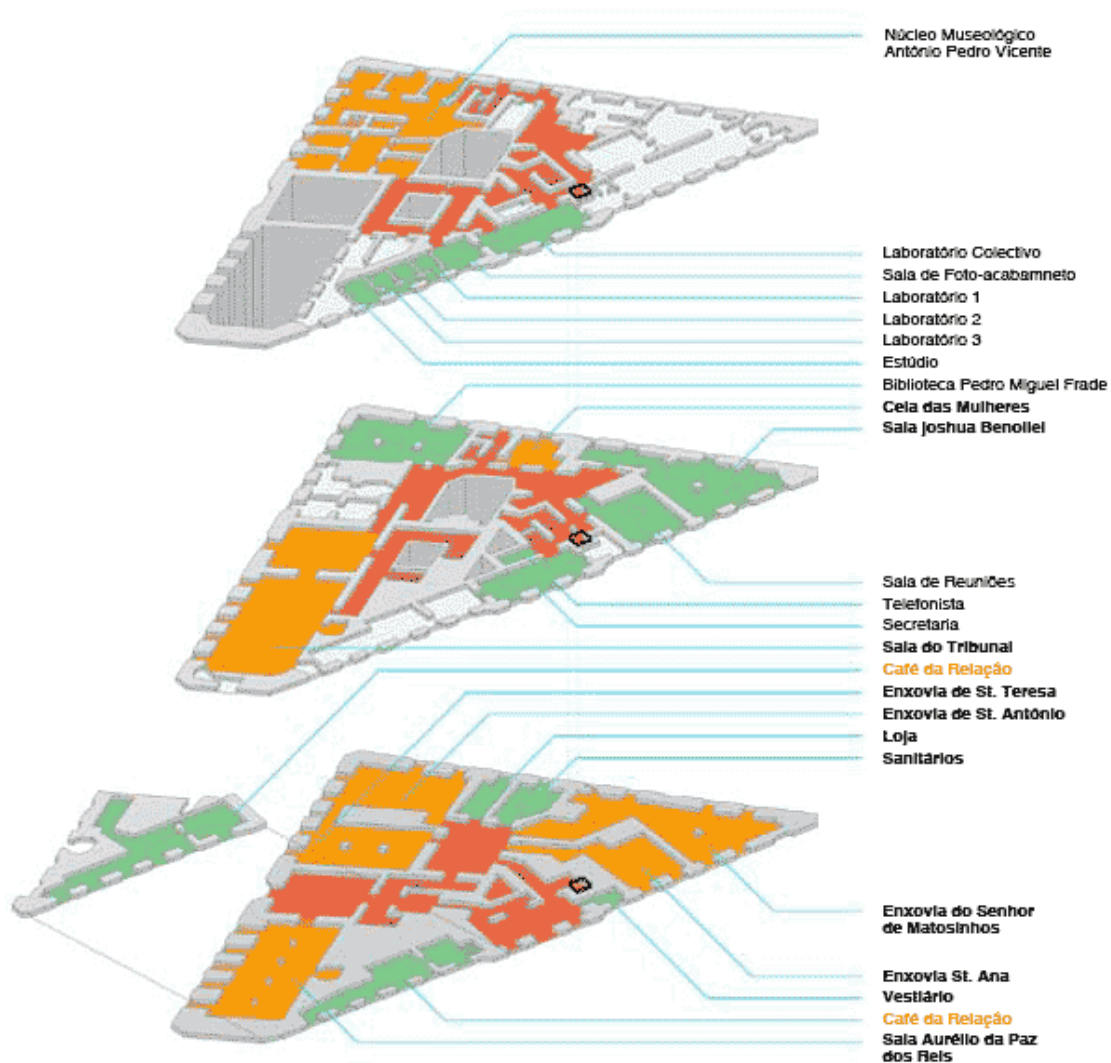 Núcleo Museológico
António Pedro Vicente
Laboratório Colectivo
Sala de Foto-acabamneto
Laboratório 1
Laboratório 2
Laboratório 3
Estúdio
Biblioteca Pedro Miguel Frade
Cela das Mulheres
Sala Joshua Benoliel
Sala de Reuniões
Telefonista
Secretaria
Sala do Tribunal
Café da Relação
Enxovia de St. Teresa
Enxovia de St. António
Loja
Sanitários
Enxovia do Senhor
de Matosinhos
Enxovia St. Ana
Vestiário
Café da Relação
Sala Aurélio da Paz
dos Reis